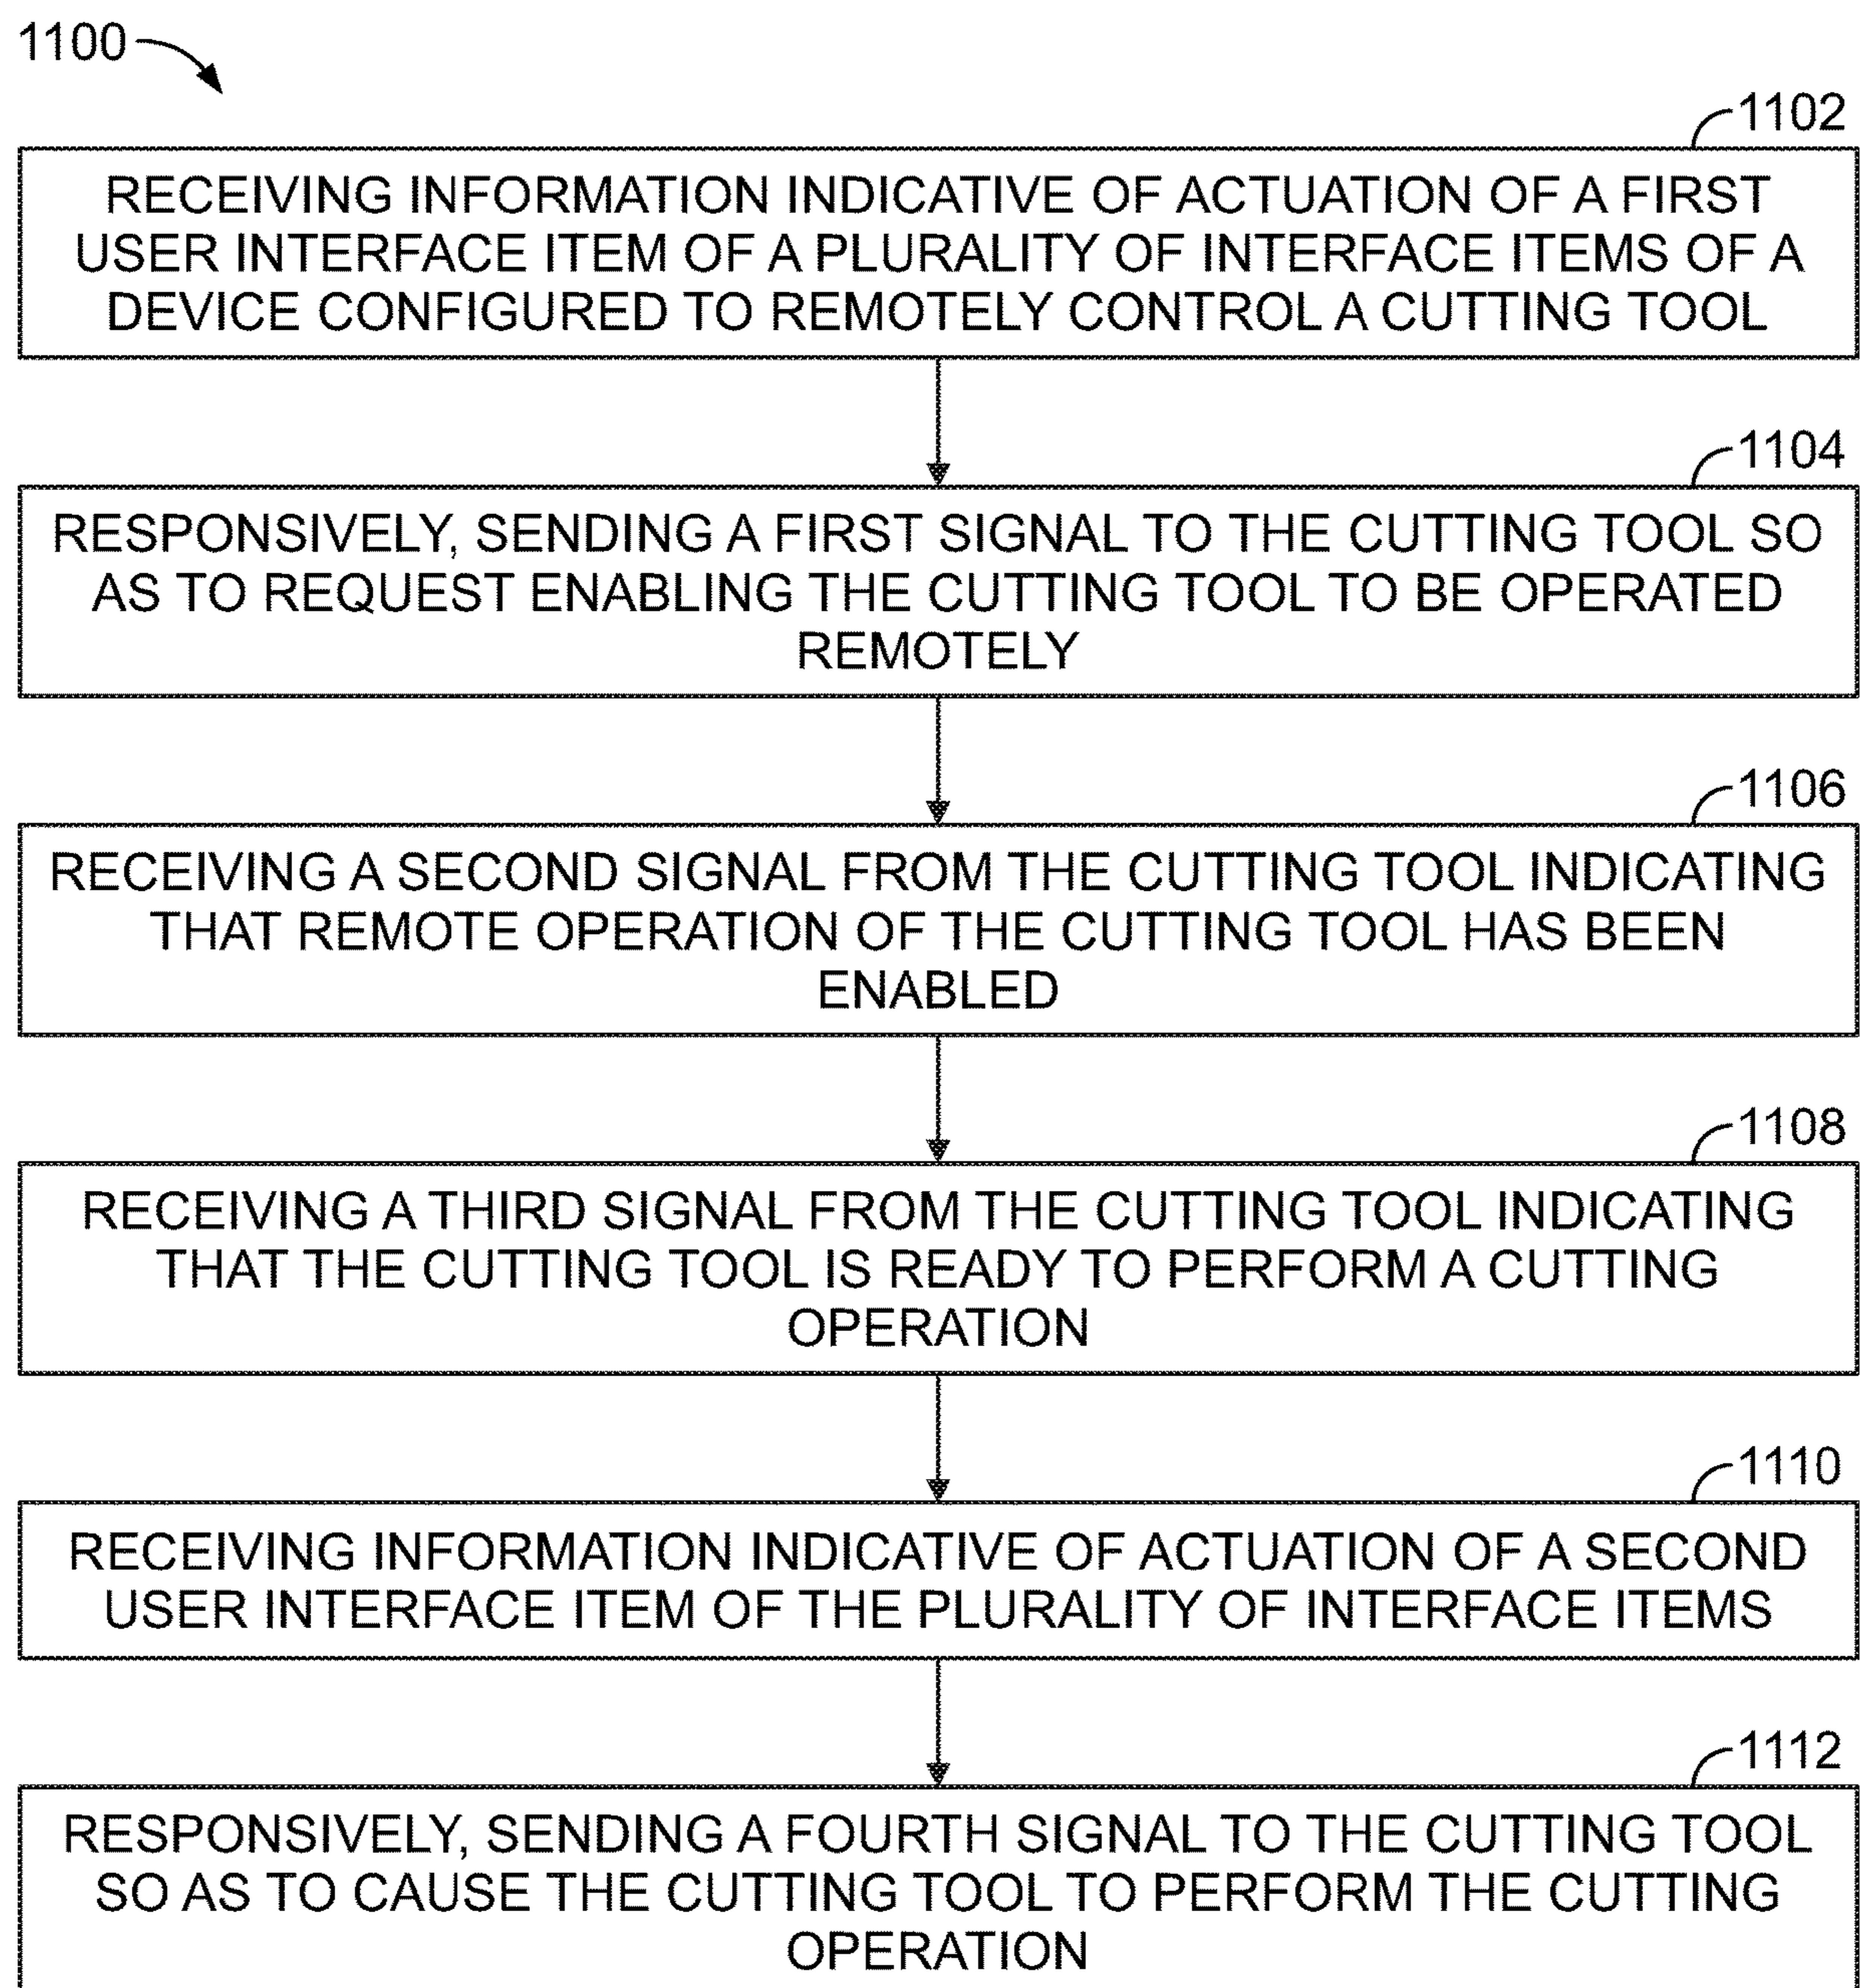 1100
1102
RECEIVING INFORMATION INDICATIVE OF ACTUATION OF A FIRST
USER INTERFACE ITEM OF A PLURALITY OF INTERFACE ITEMS OF A
DEVICE CONFIGURED TO REMOTELY CONTROL A CUTTING TOOL
1104
RESPONSIVELY, SENDING A FIRST SIGNAL TO THE CUTTING TOOL SO
AS TO REQUEST ENABLING THE CUTTING TOOL TO BE OPERATED
REMOTELY
1106
RECEIVING A SECOND SIGNAL FROM THE CUTTING TOOL INDICATING
THAT REMOTE OPERATION OF THE CUTTING TOOL HAS BEEN
ENABLED
1108
RECEIVING A THIRD SIGNAL FROM THE CUTTING TOOL INDICATING
THAT THE CUTTING TOOL IS READY TO PERFORM A CUTTING
OPERATION
1110
RECEIVING INFORMATION INDICATIVE OF ACTUATION OF A SECOND
USER INTERFACE ITEM OF THE PLURALITY OF INTERFACE ITEMS
1112
RESPONSIVELY, SENDING A FOURTH SIGNAL TO THE CUTTING TOOL
SO AS TO CAUSE THE CUTTING TOOL TO PERFORM THE CUTTING
OPERATION